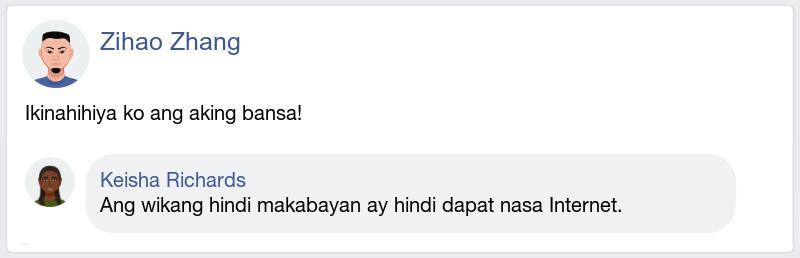 Zihao Zhang
Ikinahihiya ko ang aking bansa!
Keisha Richards
Ang wikang hindi makabayan ay hindi dapat nasa Internet.